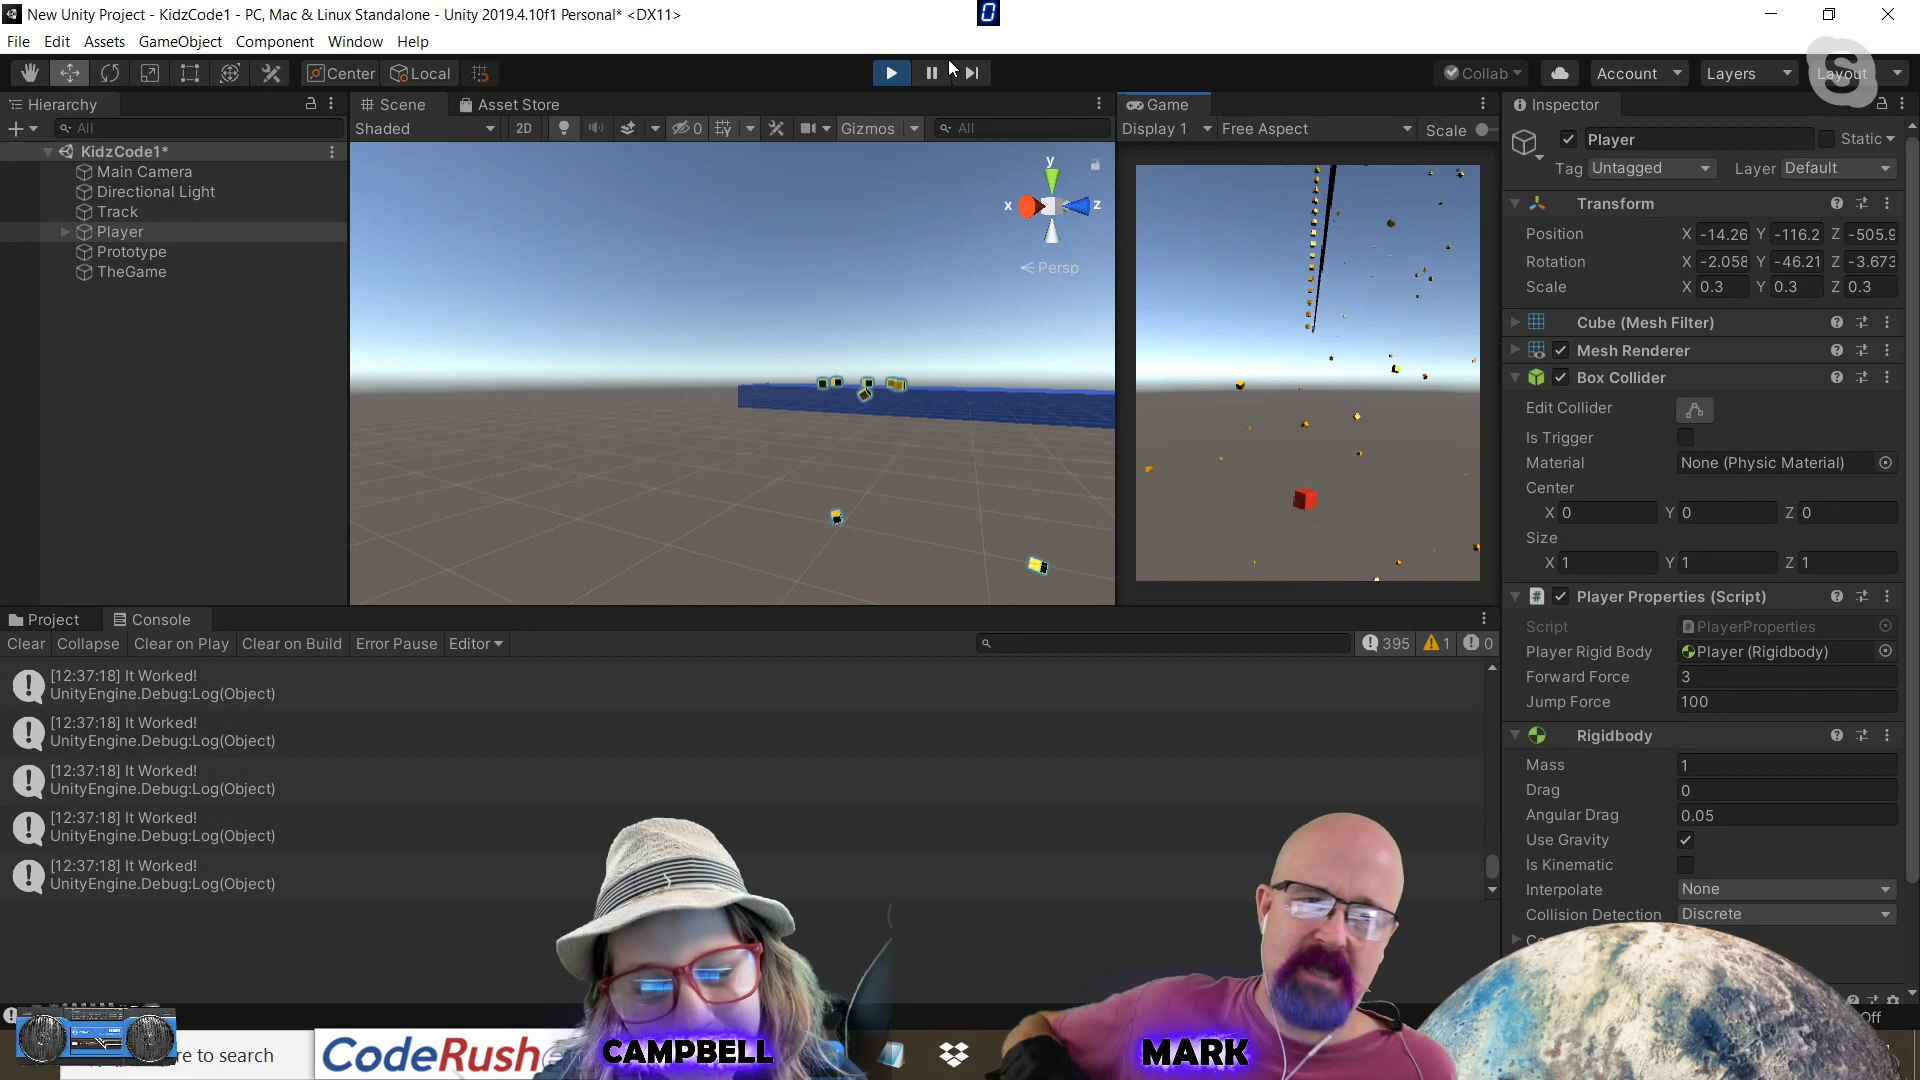 New Unity Project - KidzCode1 - PC, Mac & Linux Standalone - Unity 2019.4.10f1 Personal* <DX11>
0
File Edit Assets GameObject Component Window Help
Center Local
Collab Account Layers Layout
Hierarchy
All
KidzCode1*
Main Camera
Directional Light
Track
Player
Prototype
TheGame
Scene Asset Store
Shaded 2D 0 Gizmos All
y
x z
Persp
Game
Display 1 Free Aspect Scale
Inspector
Player Static
Tag Untagged Layer Default
Transform
Position X -14.26 Y -116.2 Z -505.9
Rotation X -2.058 Y -46.21 Z -3.673
Scale X 0.3 Y 0.3 Z 0.3
Cube (Mesh Filter)
Mesh Renderer
Box Collider
Edit Collider
Is Trigger
Material None (Physic Material)
Center
X 0 Y 0 Z 0
Size
X 1 Y 1 Z 1
Player Properties (Script)
Script PlayerProperties
Player Rigid Body Player (Rigidbody)
Forward Force 3
Jump Force 100
Rigidbody
Mass 1
Drag 0
Angular Drag 0.05
Use Gravity
Is Kinematic
Interpolate None
Collision Detection Discrete
Off
Project Console
Clear Collapse Clear on Play Clear on Build Error Pause Editor 395 1 0
[12:37:18] It Worked!
UnityEngine.Debug:Log(Object)
[12:37:18] It Worked!
UnityEngine.Debug:Log(Object)
[12:37:18] It Worked!
UnityEngine.Debug:Log(Object)
[12:37:18] It Worked!
UnityEngine.Debug:Log(Object)
[12:37:18] It Worked!
UnityEngine.Debug:Log(Object)
re to search
CodeRush
CAMPBELL
MARK